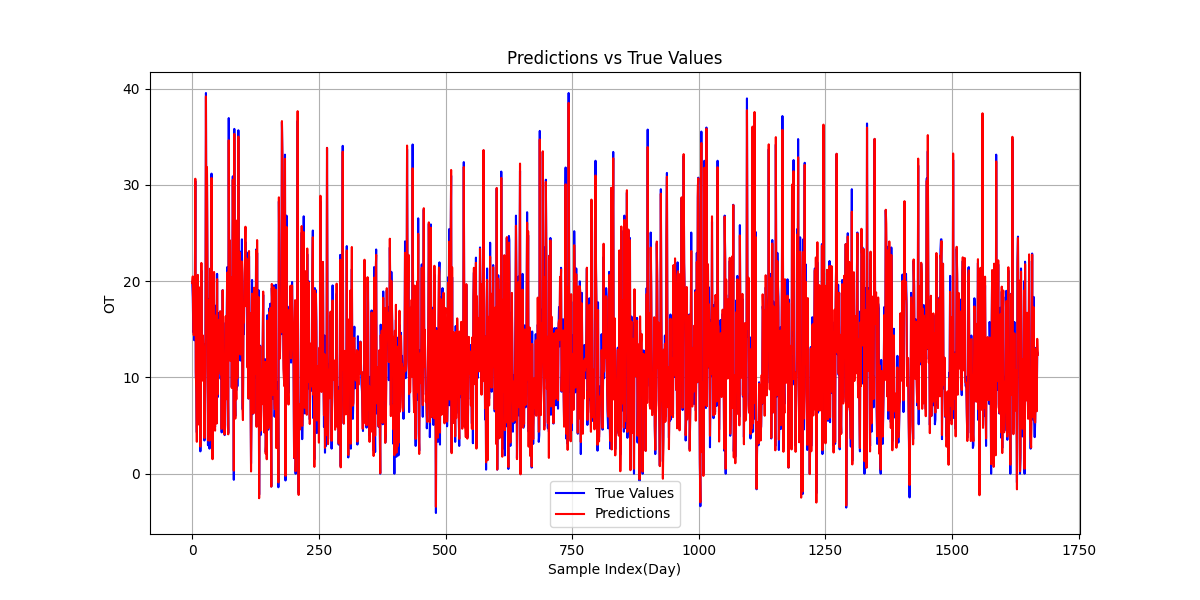 Predictions vs True Values
OT
40
30
20
10
0
True Values
Predictions
0 250 500 750 1000 1250 1500 1750
Sample Index(Day)